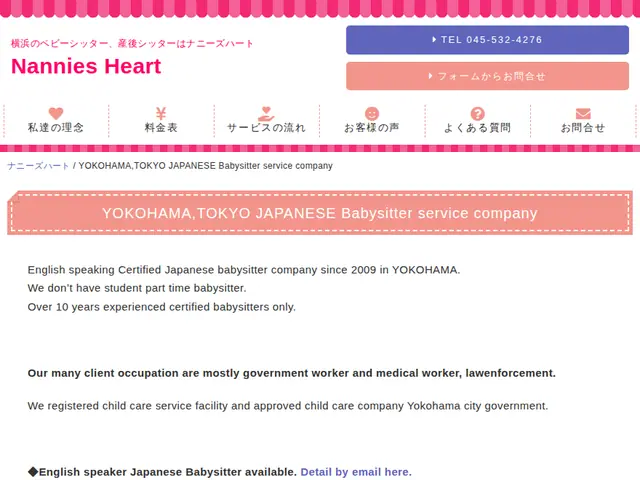 横浜のベビーシッター、産後シッターはナニーズハート
Nannies Heart
TEL 045-532-4276
フォームからお問合せ
私達の理念
料金表
サービスの流れ
お客様の声
よくある質問
お問合せ
ナニーズハート / YOKOHAMA,TOKYO JAPANESE Babysitter service company
YOKOHAMA,TOKYO JAPANESE Babysitter service company
English speaking Certified Japanese babysitter company since 2009 in YOKOHAMA.
We don’t have student part time babysitter.
Over 10 years experienced certified babysitters only.
Our many client occupation are mostly government worker and medical worker, lawenforcement.
We registered child care service facility and approved child care company Yokohama city government.
◆English speaker Japanese Babysitter available. Detail by email here.